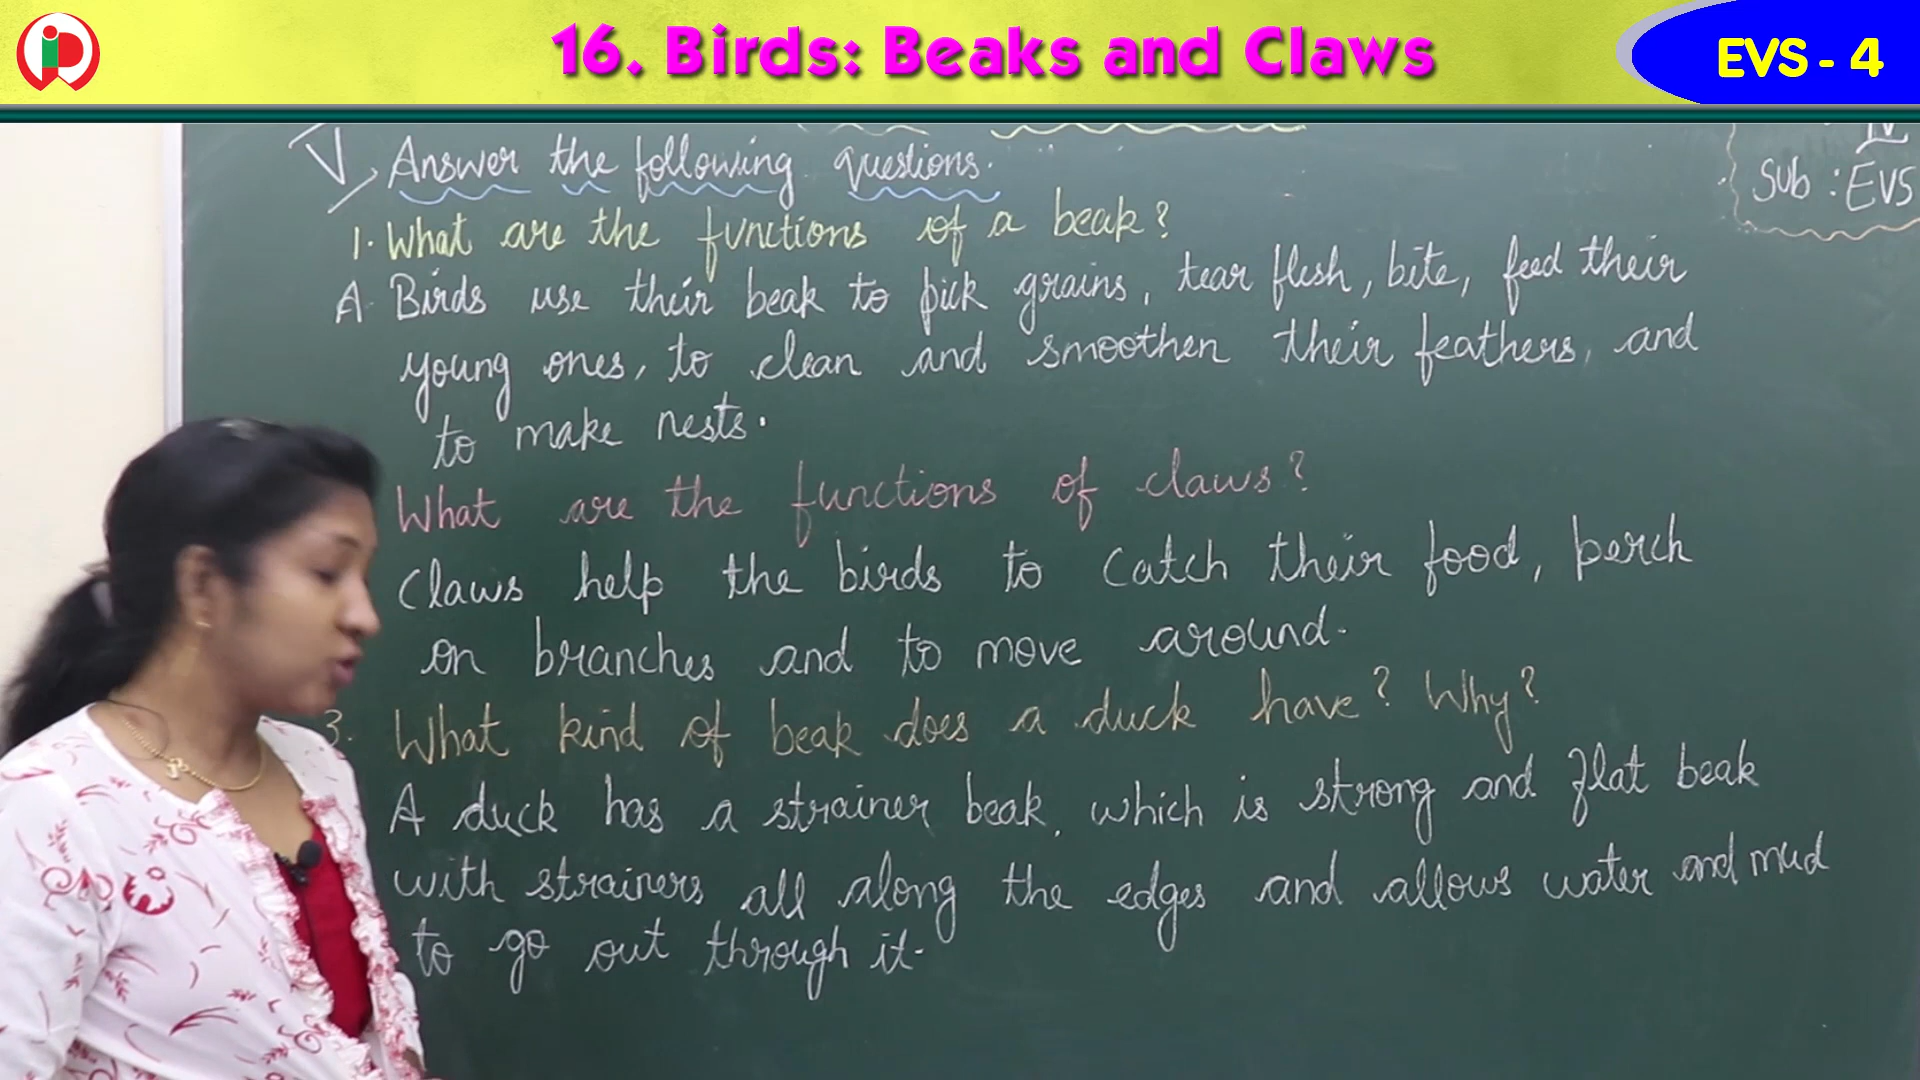 16. Birds: Beaks and Claws
EVS - 4
IV
Sub : EVS
V, Answer the following questions.
1. What are the functions of a beak?
A. Birds use their beak to pick grains, tear flesh, bite, feed their
young ones, to clean and smoothen their feathers, and
to make nests.
What are the functions of claws?
Claws help the birds to catch their food, perch
on branches and to move around.
3. What kind of beak does a duck have? Why?
A duck has a strainer beak, which is strong and flat beak
with strainers all along the edges and allows water and mud
to go out through it.